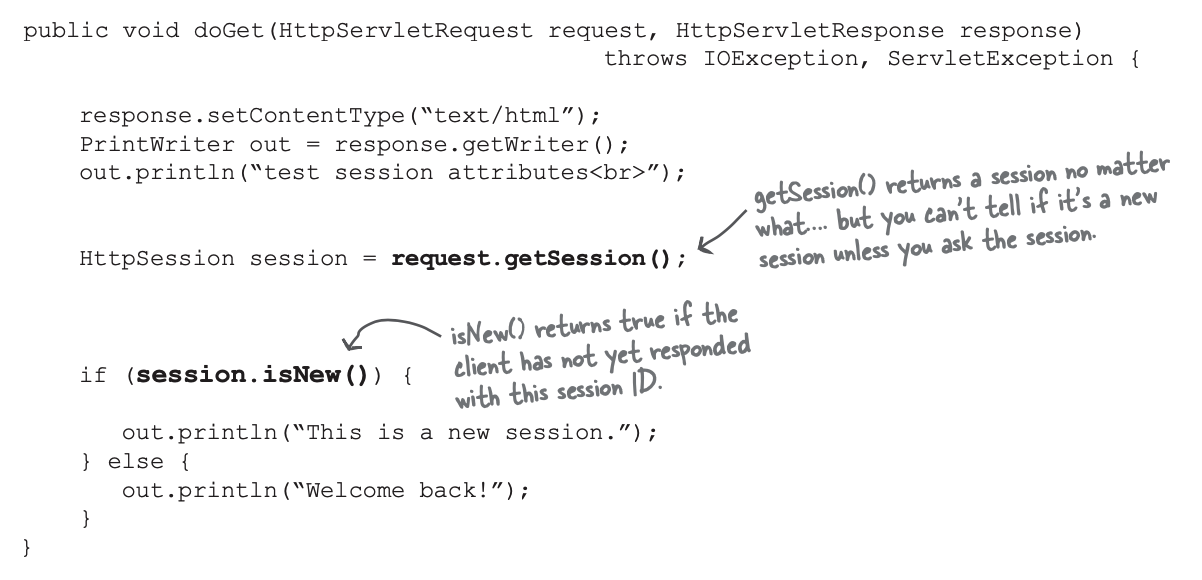 public void doGet(HttpServletRequest request, HttpServletResponse response)
throws IOException, ServletException {
response.setContentType(“text/html”);
PrintWriter out = response.getWriter();
out.println(“test session attributes<br>”);
getSession() returns a session no matter
what.... but you can't tell if it's a new
session unless you ask the session.
HttpSession session = request.getSession();
isNew() returns true if the
client has not yet responded
with this session ID.
if (session.isNew()) {
out.println(“This is a new session.”);
} else {
out.println(“Welcome back!”);
}
}